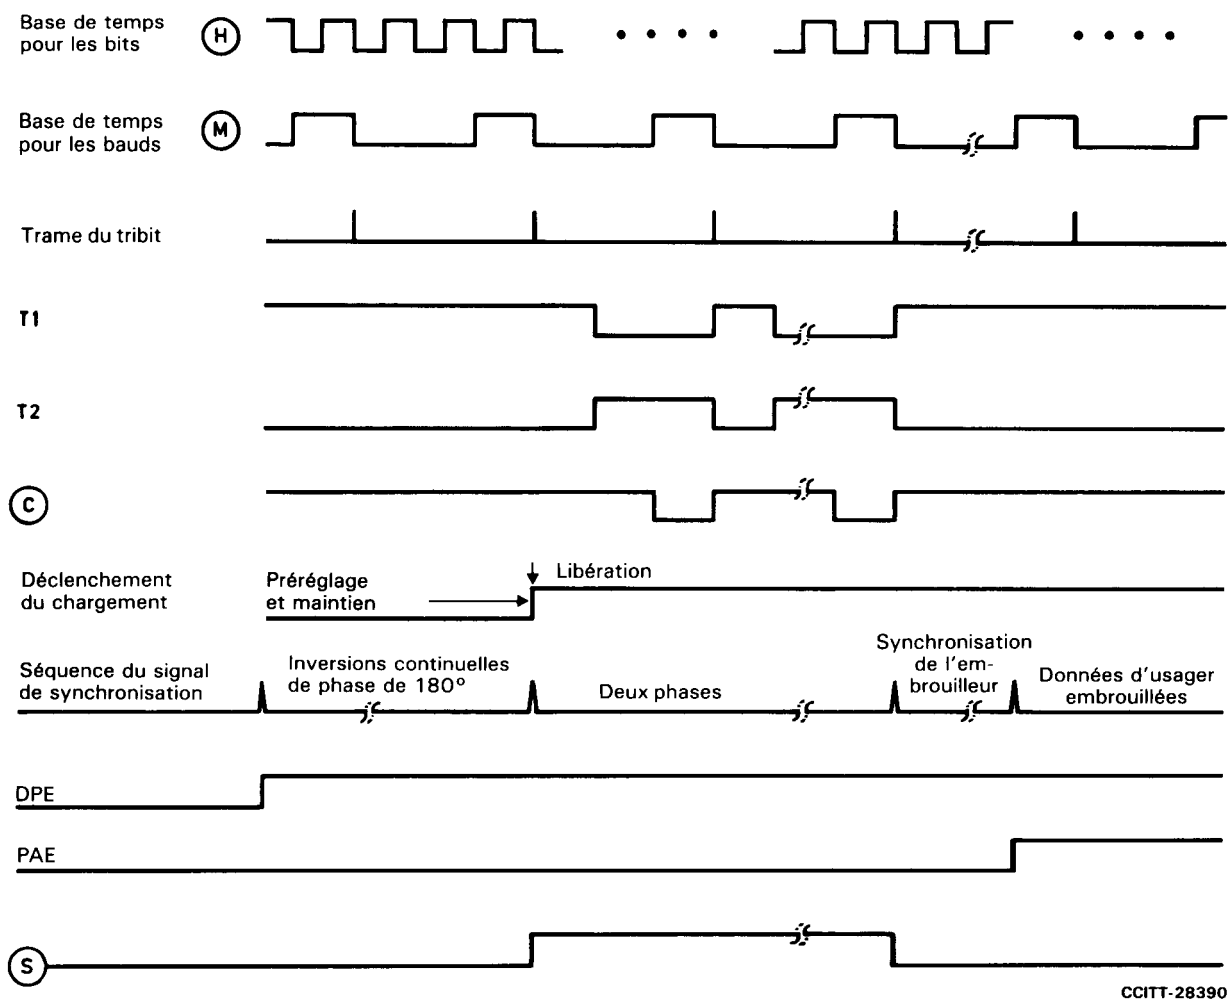 Base de temps
pour les bits
H
Base de temps
pour les bauds
M
Trame du tribit
T1
T2
C
Déclenchement
du chargement
Préréglage
et maintien
Libération
Séquence du signal
de synchronisation
Inversions continuelles
de phase de 180°
Deux phases
Synchronisation
de l'em-
brouilleur
Données d'usager
embrouillées
DPE
PAE
S
CCITT-28390